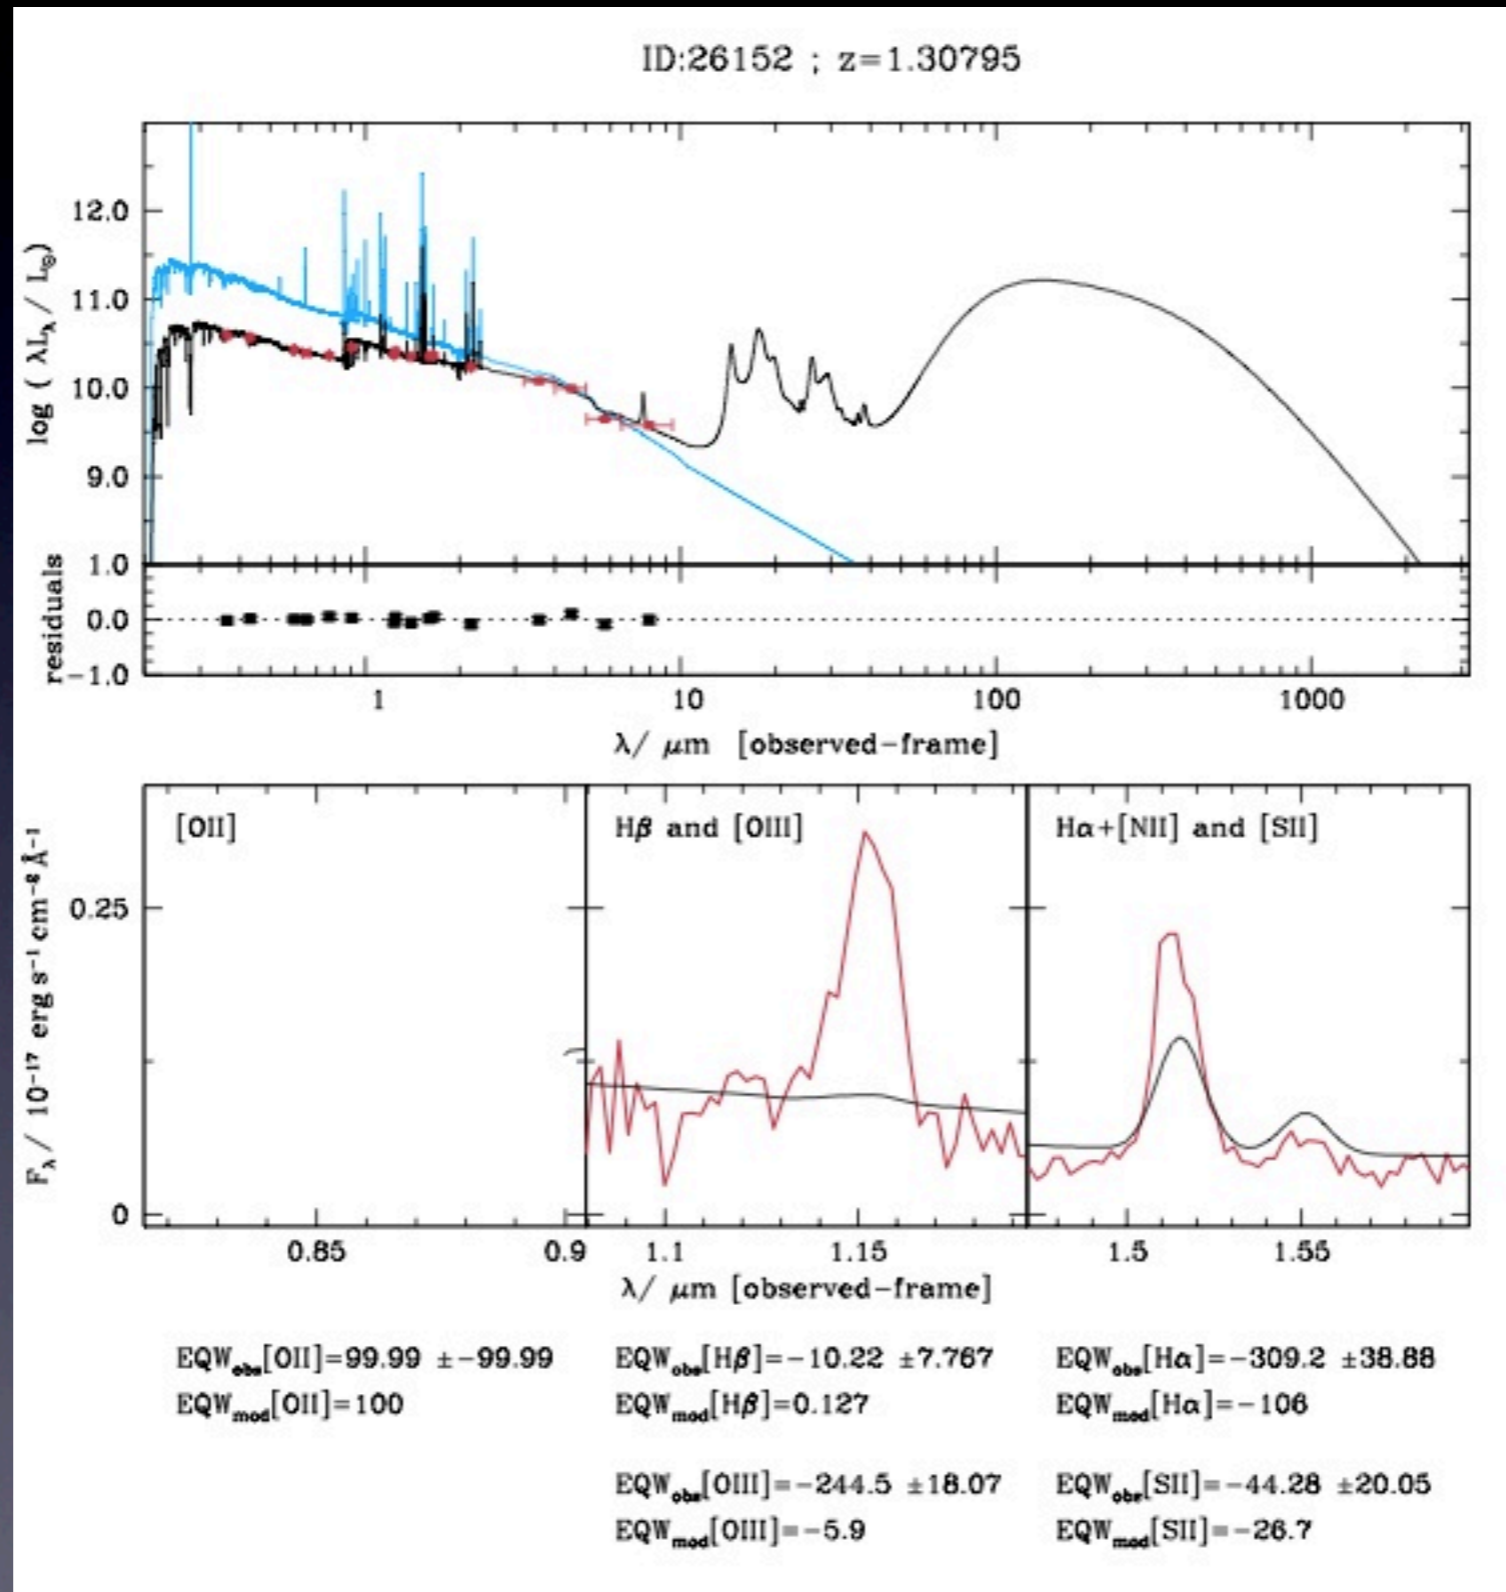 ID:26152 ; z=1.30795
log ( λL_λ / L_⊙)
12.0
11.0
10.0
9.0
residuals
1.0
0.0
−1.0
1 10 100 1000
λ/ μm [observed−frame]
F_λ / 10⁻¹⁷ erg s⁻¹ cm⁻² Å⁻¹
[OII] Hβ and [OIII] Hα+[NII] and [SII]
0.25
0
0.85 0.9 1.1 1.15 1.5 1.55
λ/ μm [observed−frame]
EQW_obs[OII]=99.99 ±−99.99 EQW_obs[Hβ]=−10.22 ±7.767 EQW_obs[Hα]=−309.2 ±38.88
EQW_mod[OII]=100 EQW_mod[Hβ]=0.127 EQW_mod[Hα]=−106
EQW_obs[OIII]=−244.5 ±18.07 EQW_obs[SII]=−44.28 ±20.05
EQW_mod[OIII]=−5.9 EQW_mod[SII]=−26.7